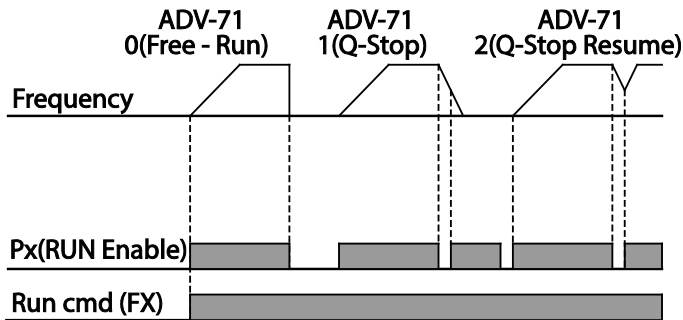 ADV-71 ADV-71 ADV-71
0(Free - Run) 1(Q-Stop) 2(Q-Stop Resume)
Frequency
Px(RUN Enable)
Run cmd (FX)